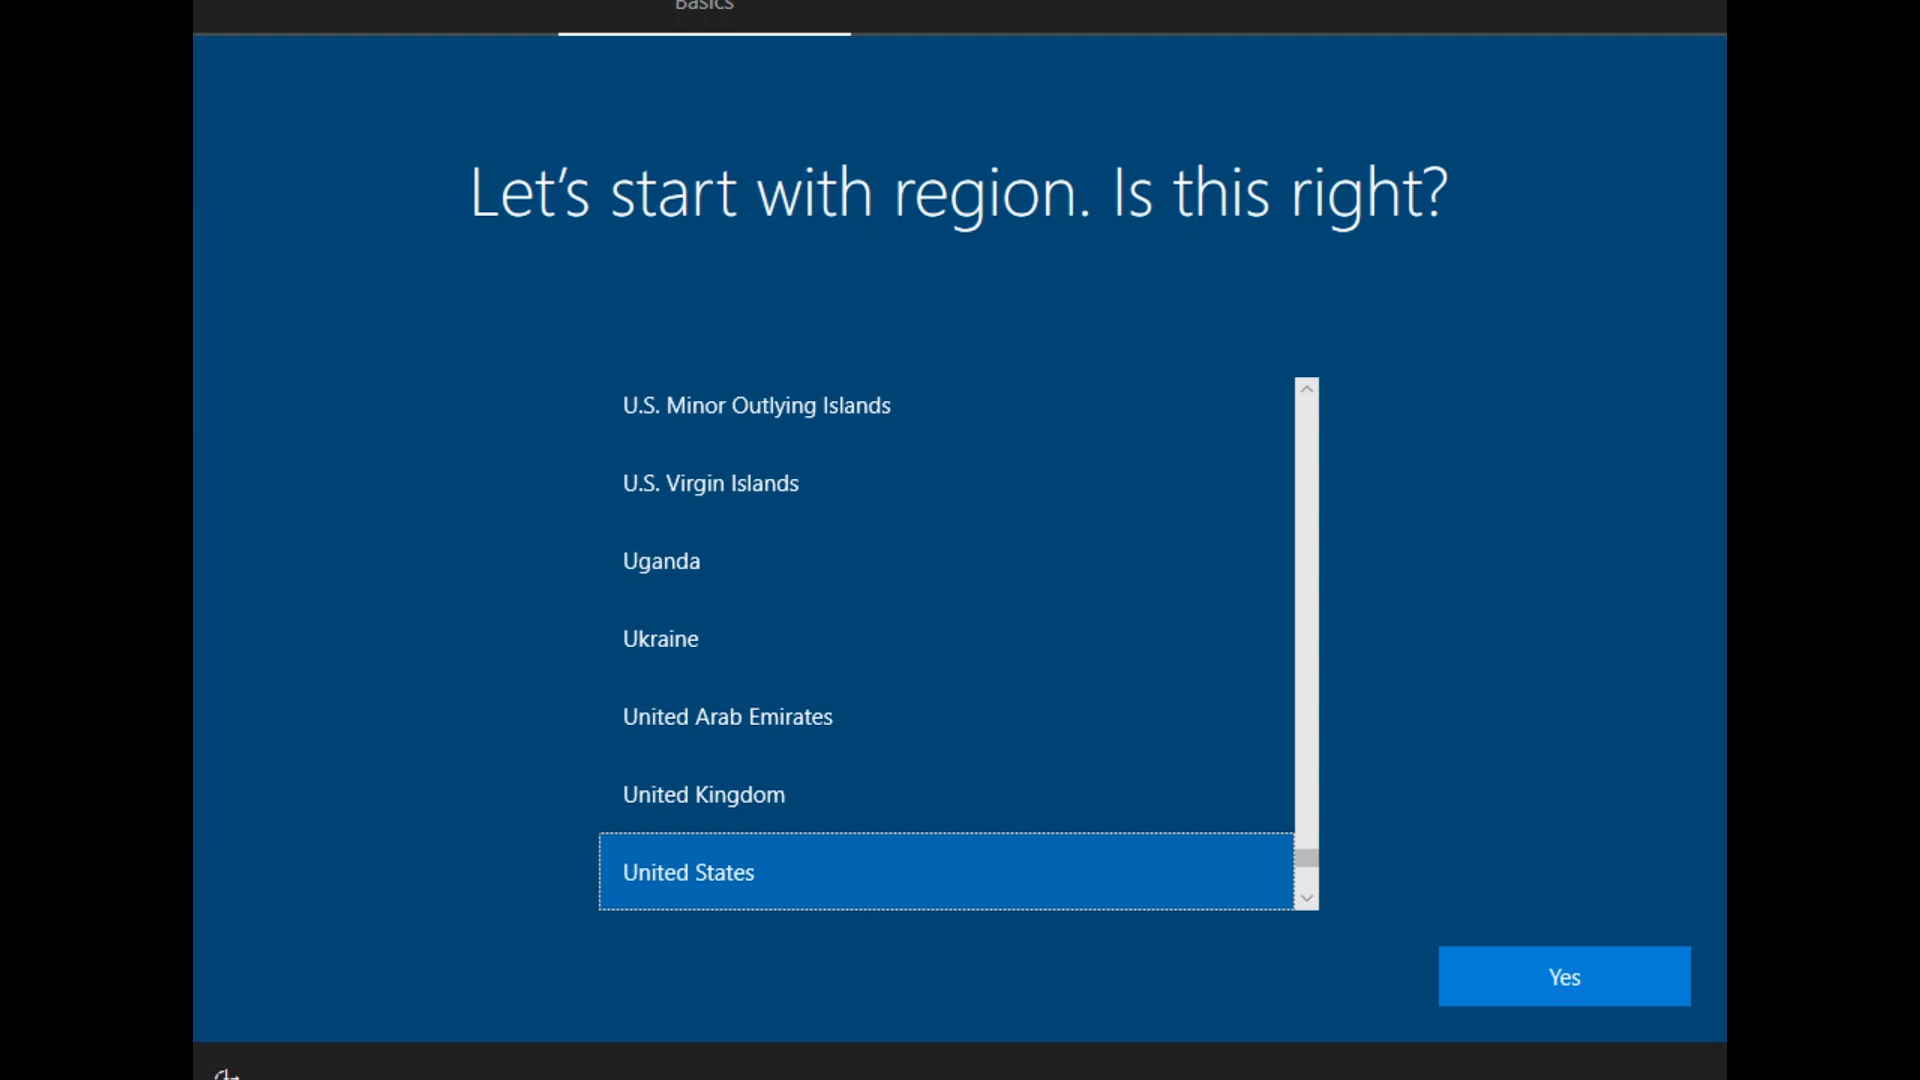 Basics
Let's start with region. Is this right?
U.S. Minor Outlying Islands
U.S. Virgin Islands
Uganda
Ukraine
United Arab Emirates
United Kingdom
United States
Yes